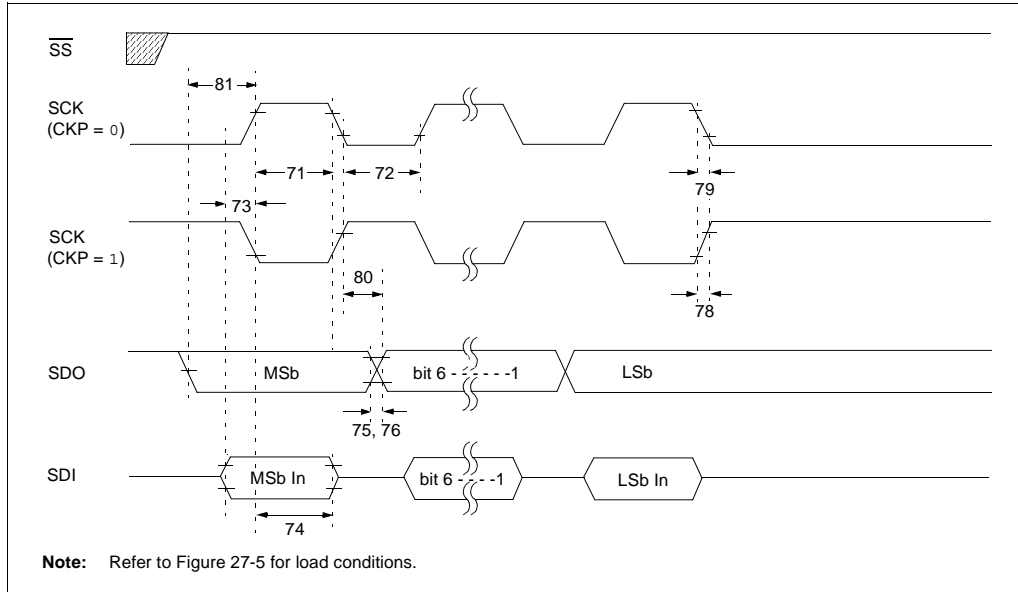 SS
81
SCK
(CKP = 0)
71
72
79
73
SCK
(CKP = 1)
80
78
SDO
MSb
bit 6 - - - - - -1
LSb
75, 76
SDI
MSb In
bit 6 - - - -1
LSb In
74
Note: Refer to Figure 27-5 for load conditions.